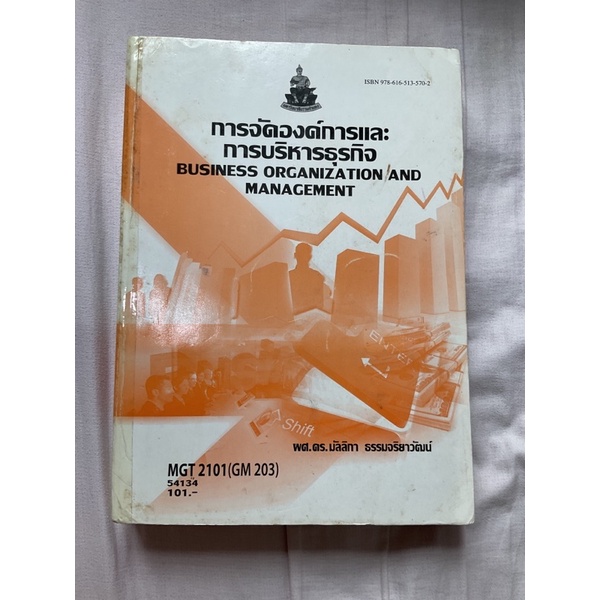 ISBN 978-616-513-570-2
การจัดองค์การและ
การบริหารธุรกิจ
BUSINESS ORGANIZATION AND
MANAGEMENT
ENTER
Shift
ผศ.ดร.มัลลิกา ธรรมจริยาวัฒน์
MGT 2101(GM 203)
54134
101.-